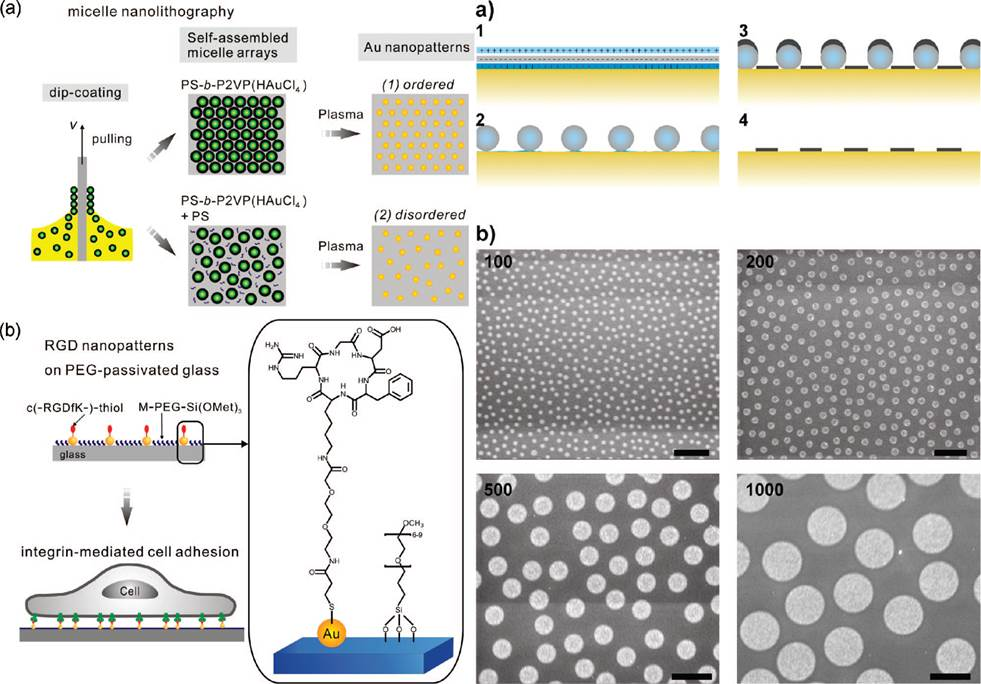 (a)
micelle nanolithography
Self-assembled
micelle arrays
Au nanopatterns
dip-coating
v
pulling
PS-b-P2VP(HAuCl4)
Plasma
(1) ordered
PS-b-P2VP(HAuCl4)
+ PS
Plasma
(2) disordered
(b)
RGD nanopatterns
on PEG-passivated glass
c(-RGDfK-)-thiol
M-PEG-Si(OMet)3
glass
integrin-mediated cell adhesion
Cell
H2N
NH
HN
O
NH
O
OH
O
NH
O
HN
O
H
N
O
NH
HN
O
O
O
NH
O
S
Au
OCH3
6-9
O
Si
O
O
O
a)
1
2
3
4
b)
100
200
500
1000